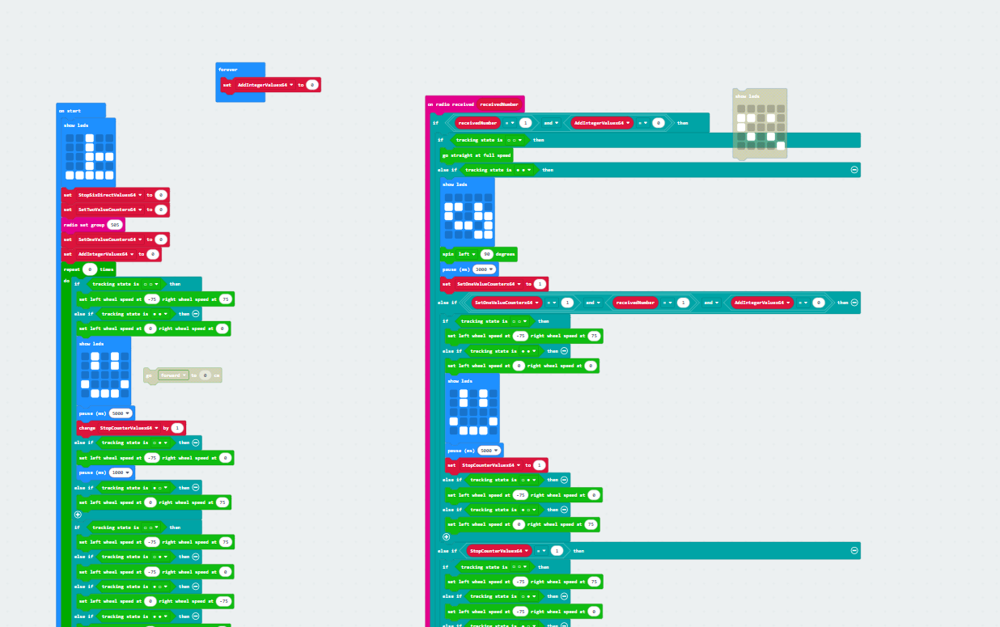 forever
set AddIntegerValuex64 to 0
on start
show leds
set StopSixDirectValuex64 to 0
set SetTwoValueCounterx64 to 0
radio set group 505
set SetOneValueCounterx64 to 0
set AddIntegerValuex64 to 0
repeat 0 times
do if tracking state is then
set left wheel speed at -75 right wheel speed at 75
else if tracking state is then
set left wheel speed at 0 right wheel speed at 0
show leds
go forward to 0 cm
pause (ms) 5000
change StopCounterValuex64 by 1
else if tracking state is then
set left wheel speed at -75 right wheel speed at 0
pause (ms) 1000
else if tracking state is then
set left wheel speed at 0 right wheel speed at 75
if tracking state is then
set left wheel speed at -75 right wheel speed at 75
else if tracking state is then
set left wheel speed at -75 right wheel speed at 0
else if tracking state is then
set left wheel speed at 0 right wheel speed at -75
else if tracking state is then
on radio received receivedNumber
if receivedNumber = 1 and AddIntegerValuex64 = 0 then
if tracking state is then
go straight at full speed
else if tracking state is then
show leds
spin left 90 degrees
pause (ms) 3000
set SetOneValueCounterx64 to 1
else if SetOneValueCounterx64 = 1 and receivedNumber = 1 and AddIntegerValuex64 = 0 then
if tracking state is then
set left wheel speed at -75 right wheel speed at 75
else if tracking state is then
set left wheel speed at 0 right wheel speed at 0
show leds
pause (ms) 5000
set StopCounterValuex64 to 1
else if tracking state is then
set left wheel speed at -75 right wheel speed at 0
else if tracking state is then
set left wheel speed at 0 right wheel speed at 75
else if StopCounterValuex64 = 1 then
if tracking state is then
set left wheel speed at -75 right wheel speed at 75
else if tracking state is then
set left wheel speed at -75 right wheel speed at 0
else if tracking state is then
show leds